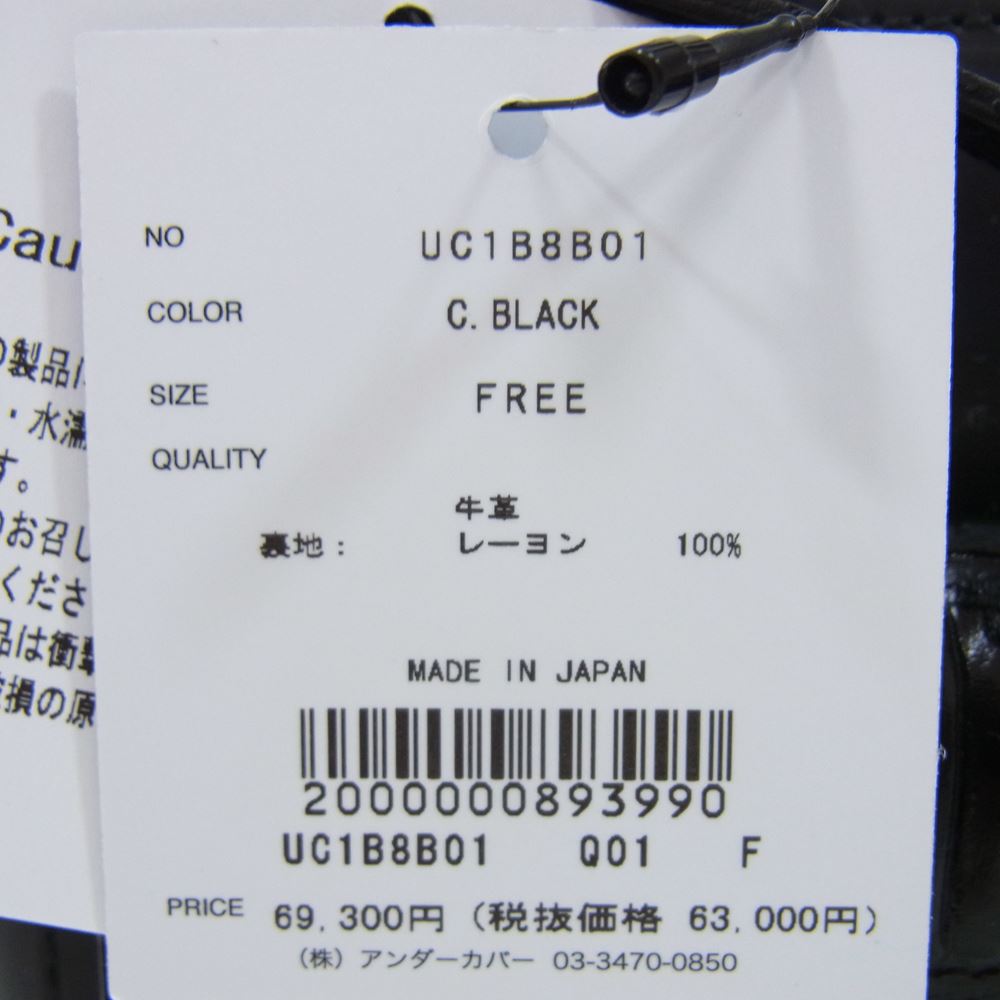 NO UC1B8B01
COLOR C. BLACK
SIZE FREE
QUALITY
牛革
裏地： レーヨン 100%
MADE IN JAPAN
2000000893990
UC1B8B01 Q01 F
PRICE 69,300円（税抜価格 63,000円）
（株）アンダーカバー 03-3470-0850
Cau
の製品は
・水濡
す。
のお召し
くださ
品は衝撃
破損の原